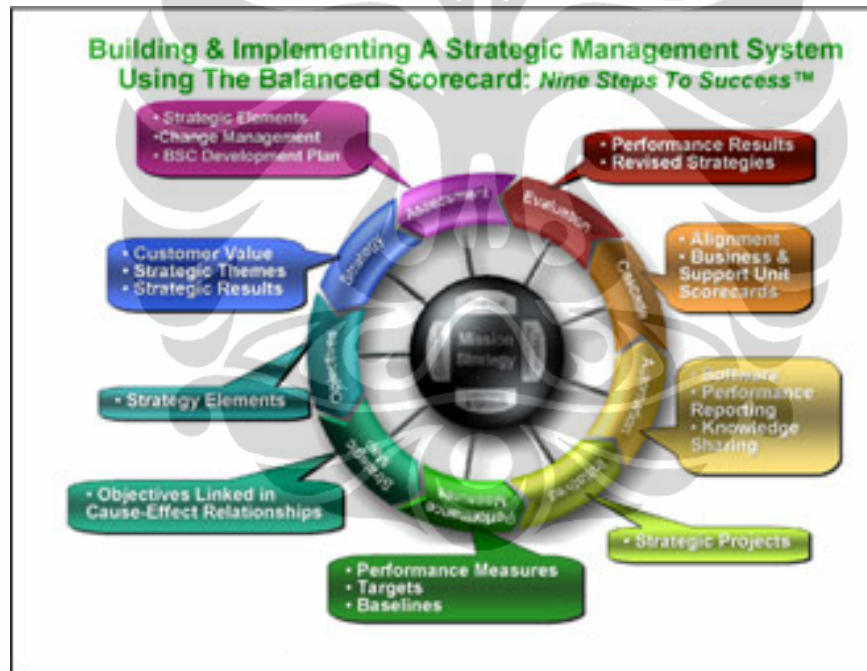 Building & Implementing A Strategic Management System
Using The Balanced Scorecard: Nine Steps To Success™
• Strategic Elements
•Change Management
• BSC Development Plan
• Performance Results
• Revised Strategies
Assessment
Evaluation
• Customer Value
• Strategic Themes
• Strategic Results
Strategy
Cascade
• Alignment
• Business &
Support Unit
Scorecards
Mission
Strategy
Objectives
Automation
• Software
• Performance
Reporting
• Knowledge
Sharing
• Strategy Elements
Strategic
Map
Initiatives
• Objectives Linked in
Cause-Effect Relationships
Performance
Measures
• Strategic Projects
• Performance Measures
• Targets
• Baselines